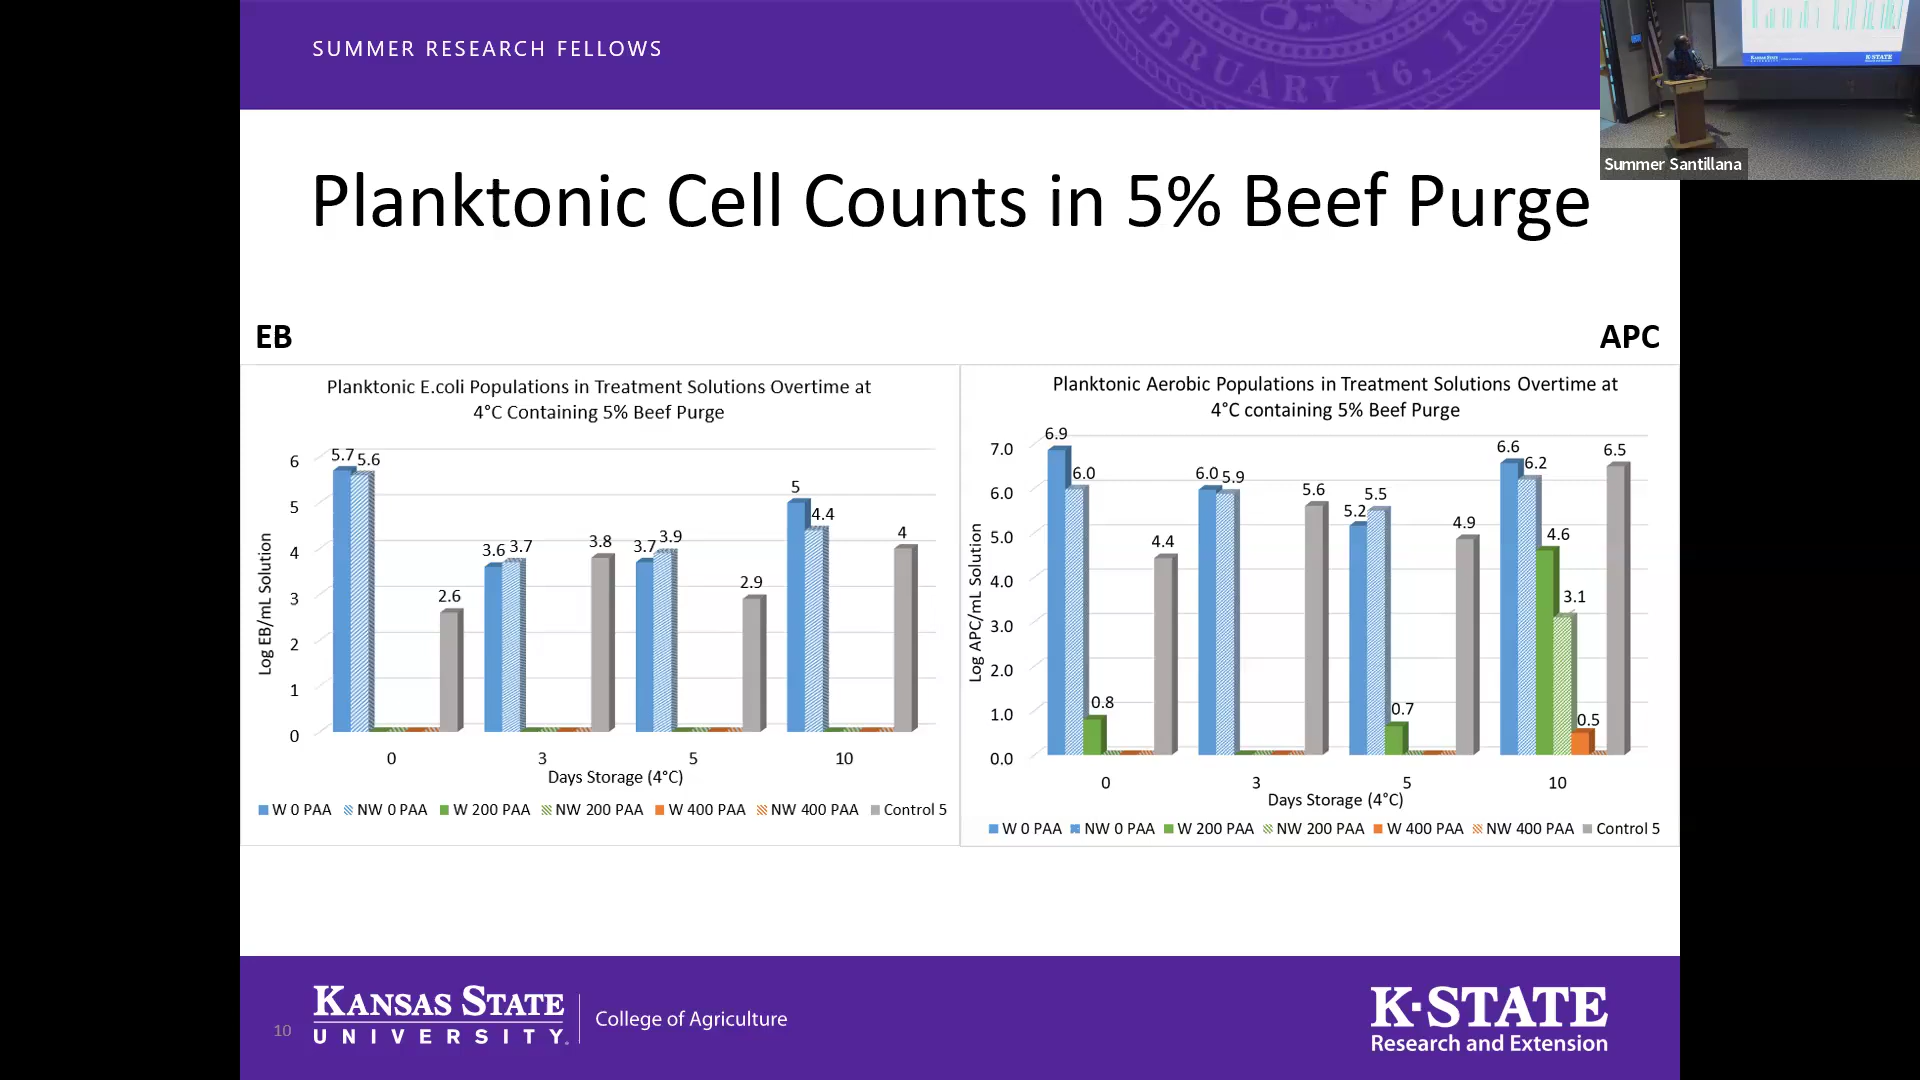 SUMMER RESEARCH FELLOWS
FEBRUARY 16, 186
Summer Santillana
Planktonic Cell Counts in 5% Beef Purge
EB
APC
Planktonic E.coli Populations in Treatment Solutions Overtime at
4°C Containing 5% Beef Purge
Log EB/mL Solution
6
5
4
3
2
1
0
5.7
5.6
2.6
3.6
3.7
3.8
3.7
3.9
2.9
5
4.4
4
0
3
5
10
Days Storage (4°C)
W 0 PAA
NW 0 PAA
W 200 PAA
NW 200 PAA
W 400 PAA
NW 400 PAA
Control 5
Planktonic Aerobic Populations in Treatment Solutions Overtime at
4°C containing 5% Beef Purge
Log APC/mL Solution
7.0
6.0
5.0
4.0
3.0
2.0
1.0
0.0
6.9
6.0
0.8
4.4
6.0
5.9
5.6
5.2
5.5
0.7
4.9
6.6
6.2
4.6
3.1
0.5
6.5
0
3
5
10
Days Storage (4°C)
W 0 PAA
NW 0 PAA
W 200 PAA
NW 200 PAA
W 400 PAA
NW 400 PAA
Control 5
10
KANSAS STATE
UNIVERSITY
College of Agriculture
K-STATE
Research and Extension